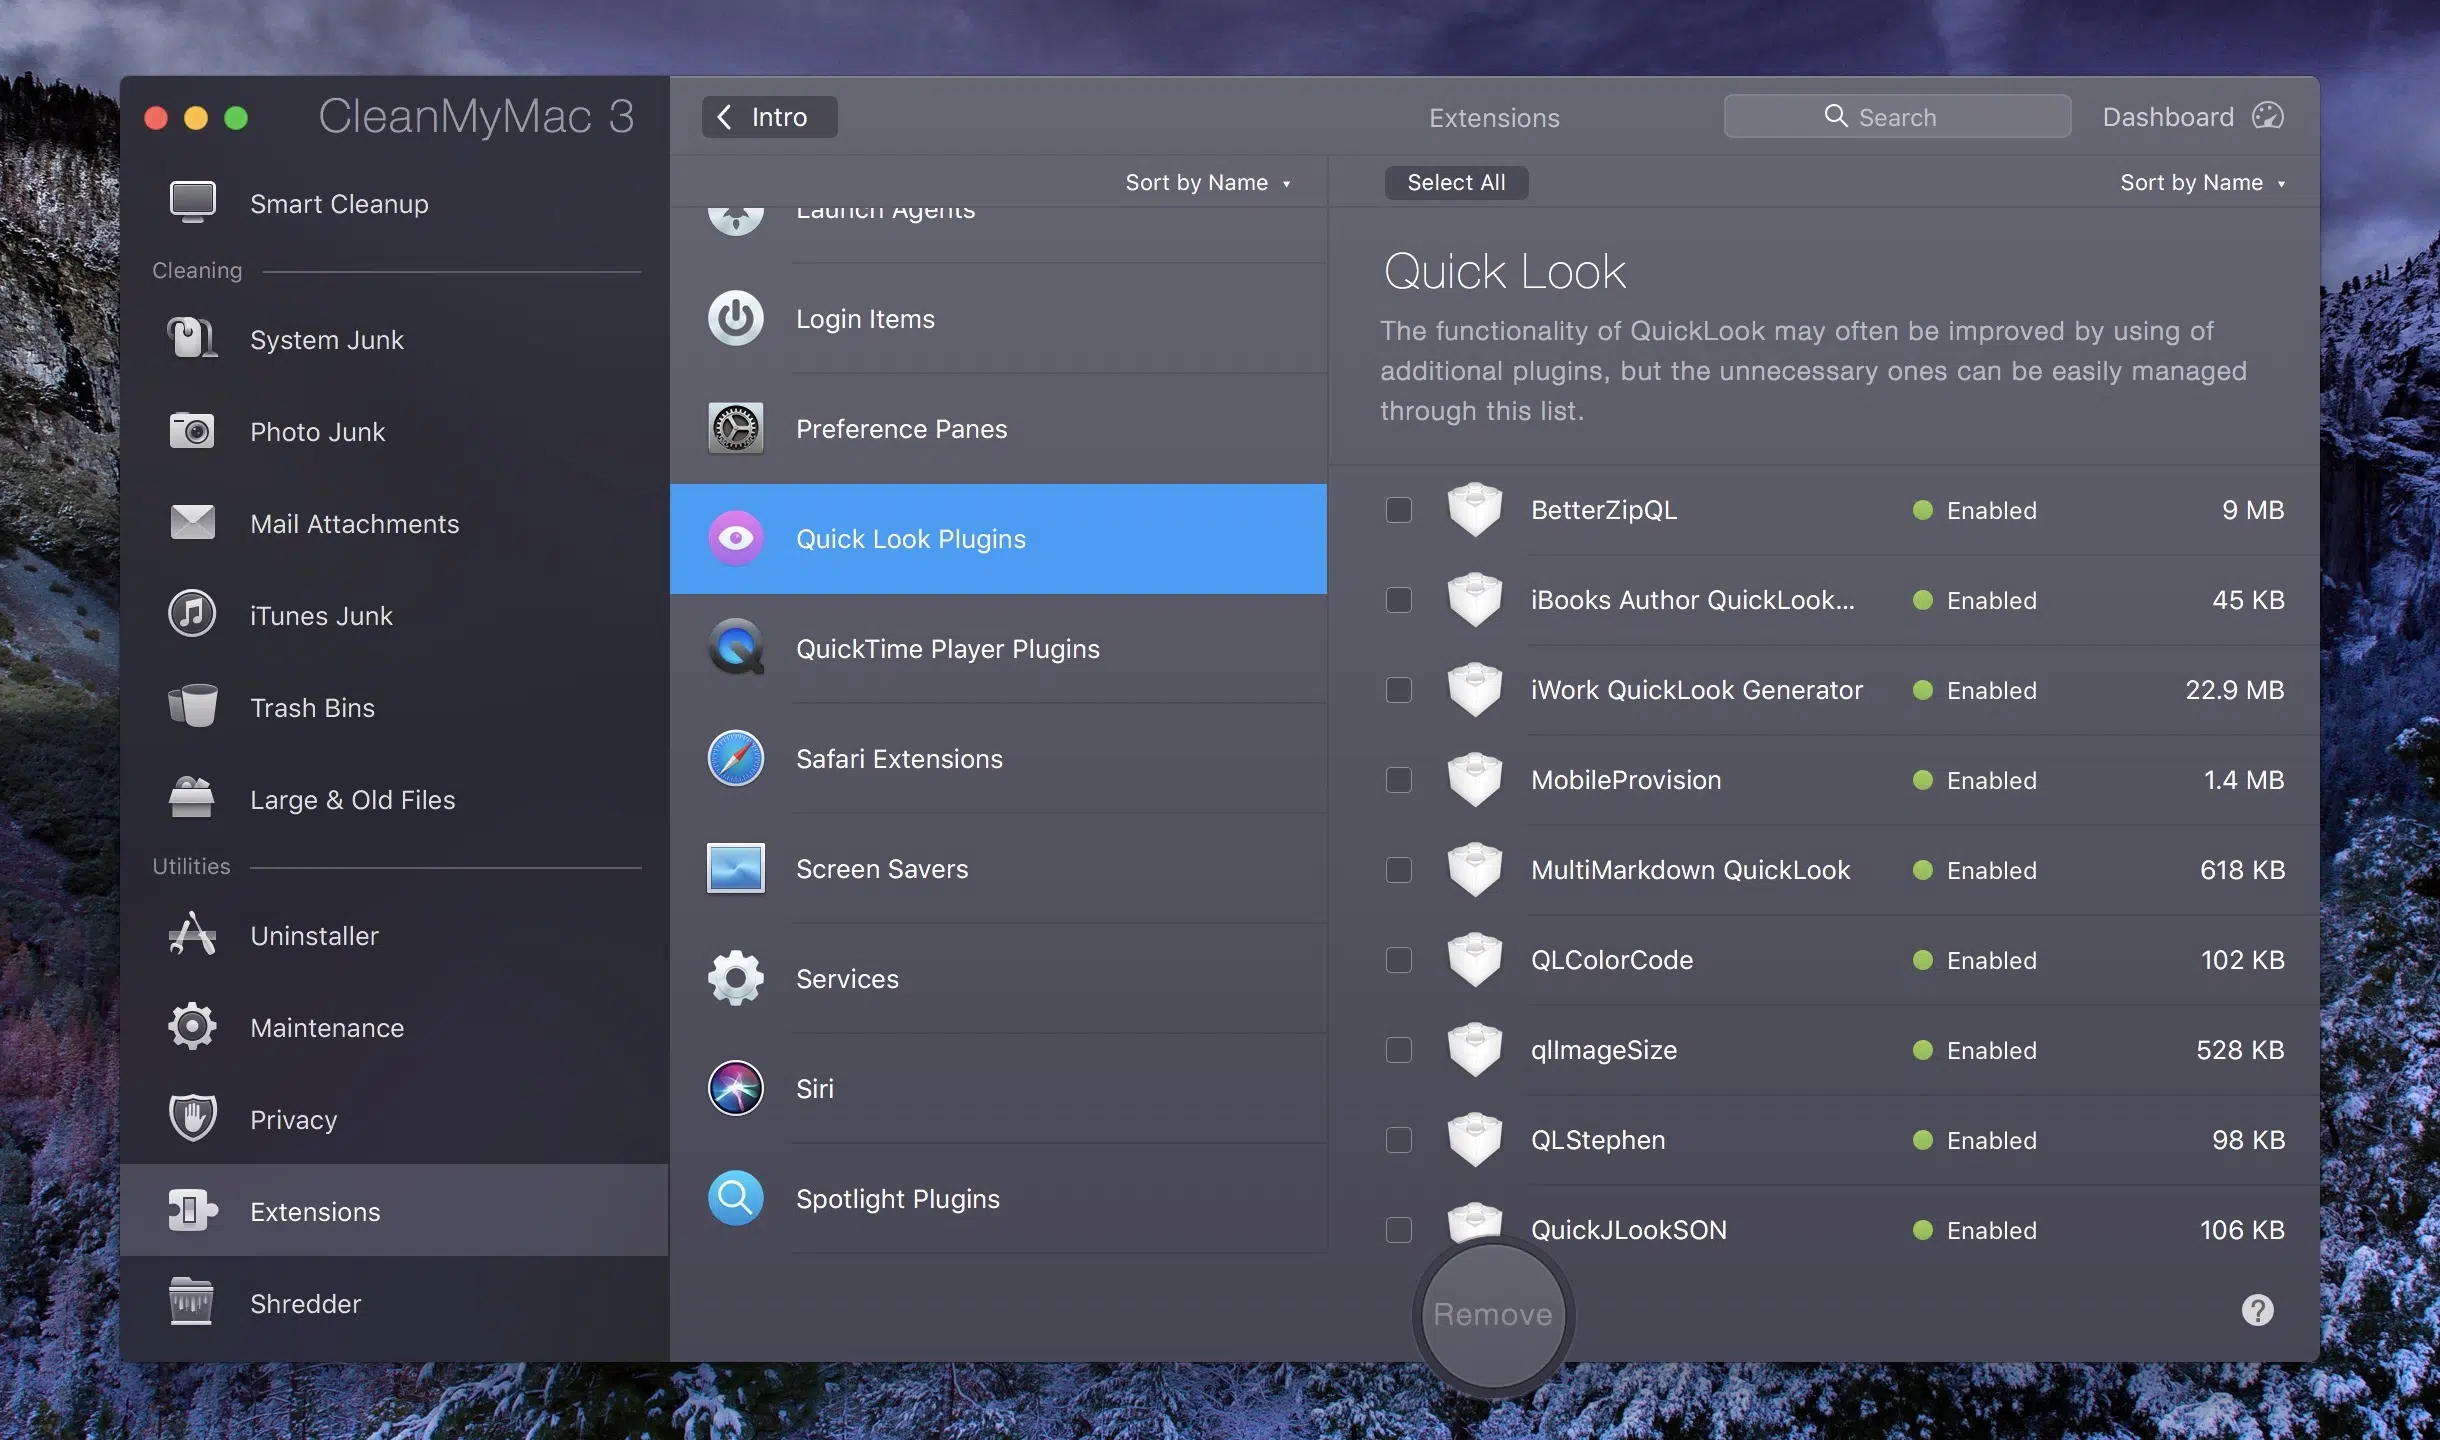 CleanMyMac 3
Intro
Extensions
Search
Dashboard
Smart Cleanup
Cleaning
System Junk
Photo Junk
Mail Attachments
iTunes Junk
Trash Bins
Large & Old Files
Utilities
Uninstaller
Maintenance
Privacy
Extensions
Shredder
Sort by Name
Launch Agents
Login Items
Preference Panes
Quick Look Plugins
QuickTime Player Plugins
Safari Extensions
Screen Savers
Services
Siri
Spotlight Plugins
Select All
Sort by Name
Quick Look
The functionality of QuickLook may often be improved by using of
additional plugins, but the unnecessary ones can be easily managed
through this list.
BetterZipQL Enabled 9 MB
iBooks Author QuickLook... Enabled 45 KB
iWork QuickLook Generator Enabled 22.9 MB
MobileProvision Enabled 1.4 MB
MultiMarkdown QuickLook Enabled 618 KB
QLColorCode Enabled 102 KB
qlImageSize Enabled 528 KB
QLStephen Enabled 98 KB
QuickJLookSON Enabled 106 KB
Remove
?